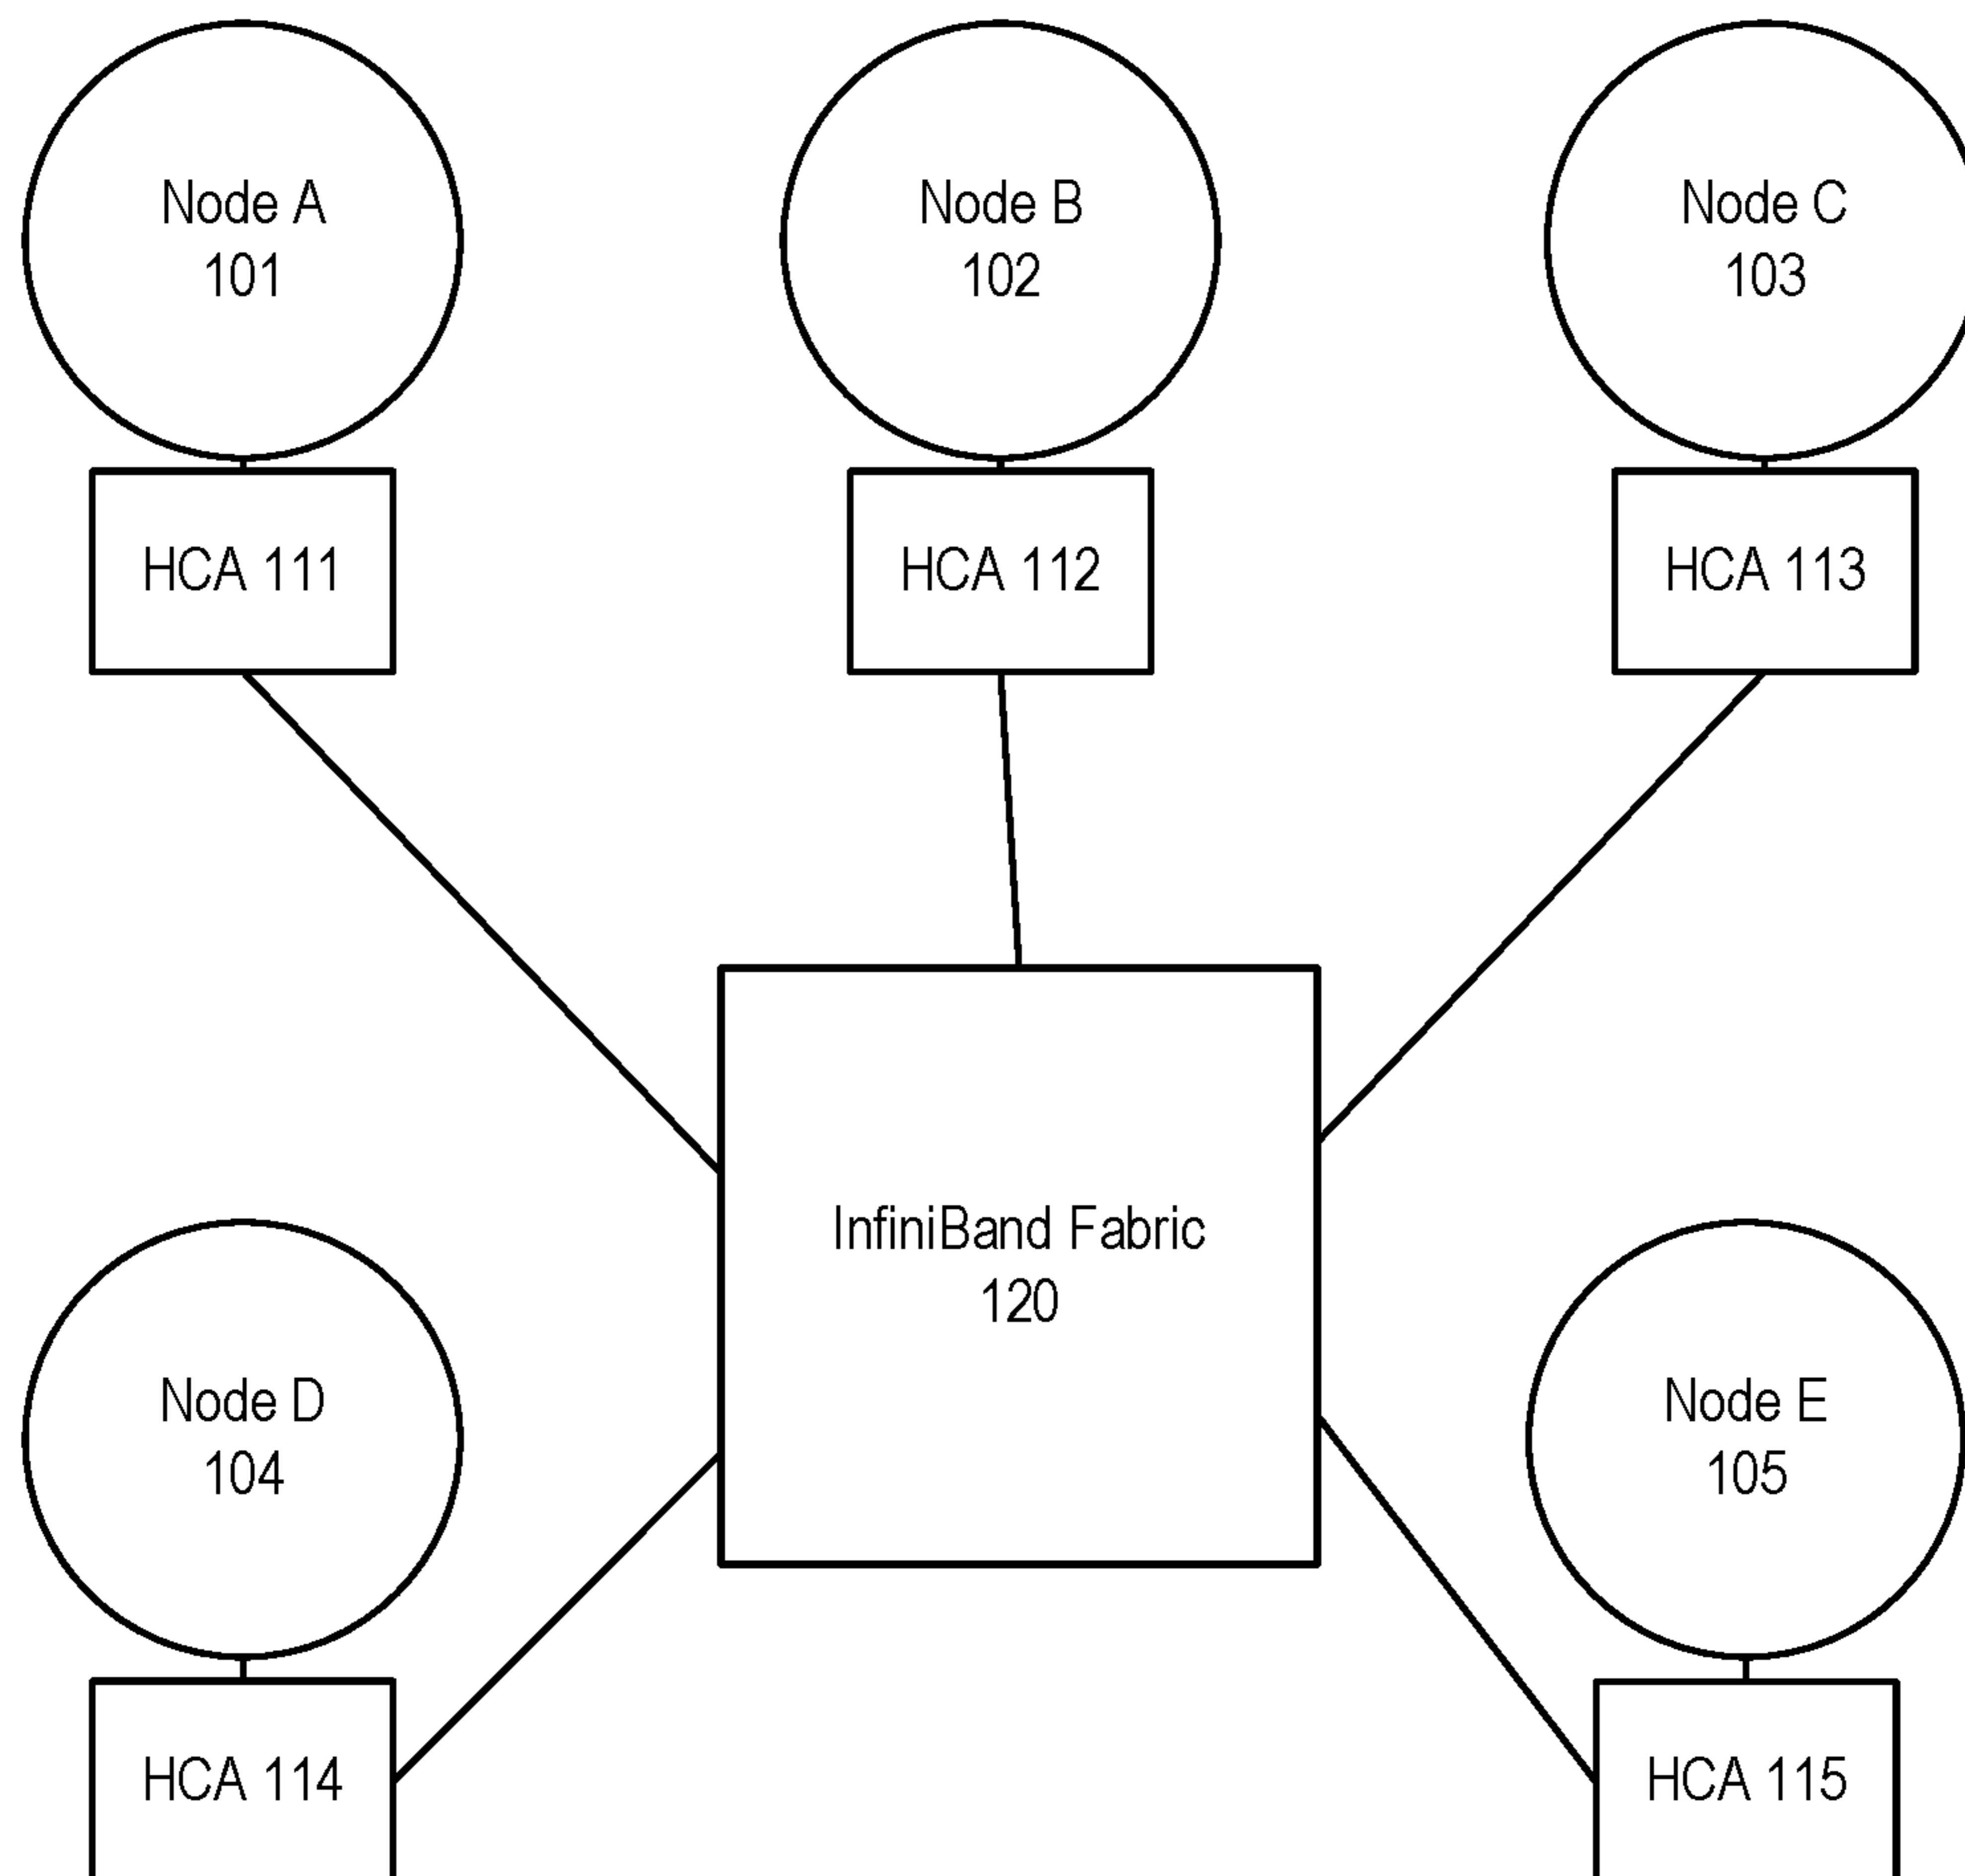 Node A
101
Node B
102
Node C
103
HCA 111
HCA 112
HCA 113
InfiniBand Fabric
120
Node D
104
Node E
105
HCA 114
HCA 115